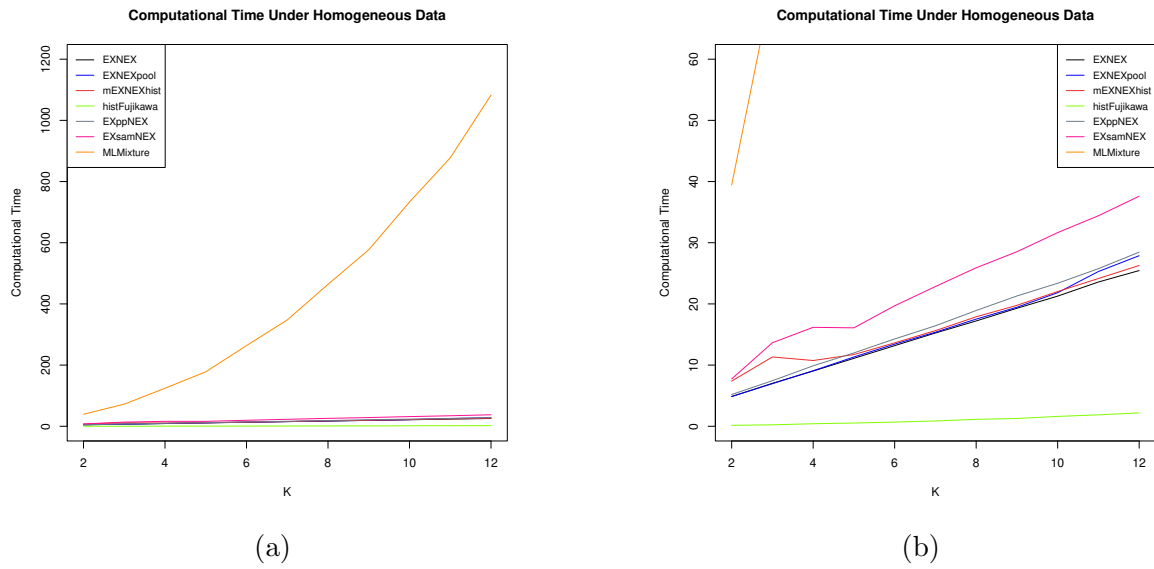 Computational Time Under Homogeneous Data
1200
1000
800
600
400
200
0
Computational Time
EXNEX
EXNEXpool
mEXNEXhist
histFujikawa
EXppNEX
EXsamNEX
MLMixture
2 4 6 8 10 12
K
(a)
Computational Time Under Homogeneous Data
60
50
40
30
20
10
0
Computational Time
EXNEX
EXNEXpool
mEXNEXhist
histFujikawa
EXppNEX
EXsamNEX
MLMixture
2 4 6 8 10 12
K
(b)